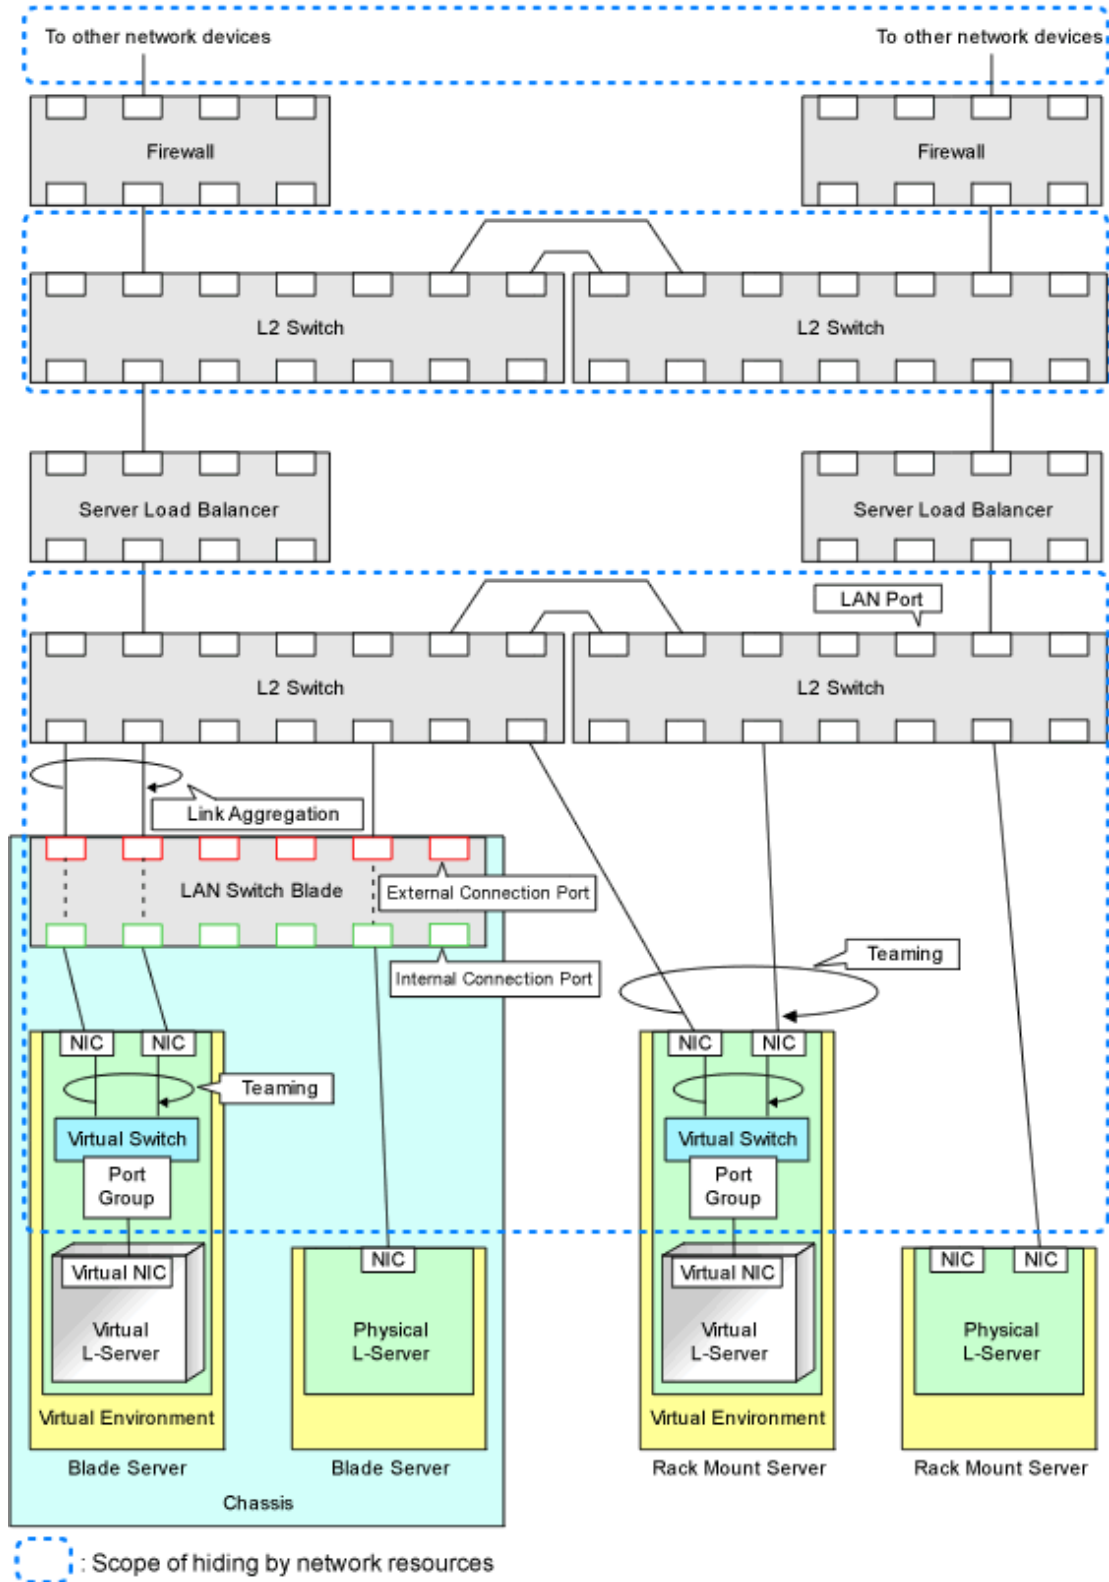 To other network devices
To other network devices
Firewall
Firewall
L2 Switch
L2 Switch
Server Load Balancer
Server Load Balancer
LAN Port
L2 Switch
L2 Switch
Link Aggregation
LAN Switch Blade
External Connection Port
Internal Connection Port
Teaming
NIC
NIC
NIC
NIC
Teaming
Virtual Switch
Virtual Switch
Port
Group
Port
Group
NIC
NIC
NIC
Virtual NIC
Virtual NIC
Virtual
L-Server
Physical
L-Server
Virtual
L-Server
Physical
L-Server
Virtual Environment
Virtual Environment
Blade Server
Blade Server
Rack Mount Server
Rack Mount Server
Chassis
: Scope of hiding by network resources